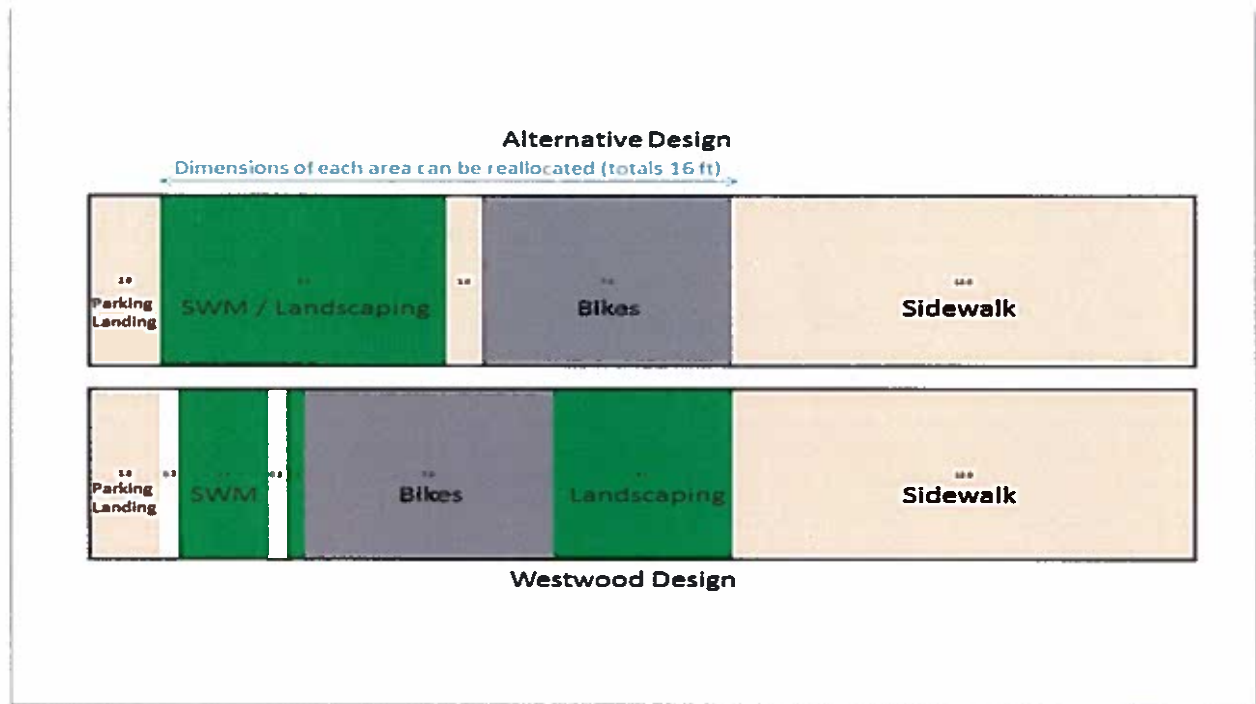 Alternative Design
Dimensions of each area can be reallocated (totals 16 ft)
Parking
Landing
SWM / Landscaping
Bikes
Sidewalk
Parking
Landing
SWM
Bikes
Landscaping
Sidewalk
Westwood Design